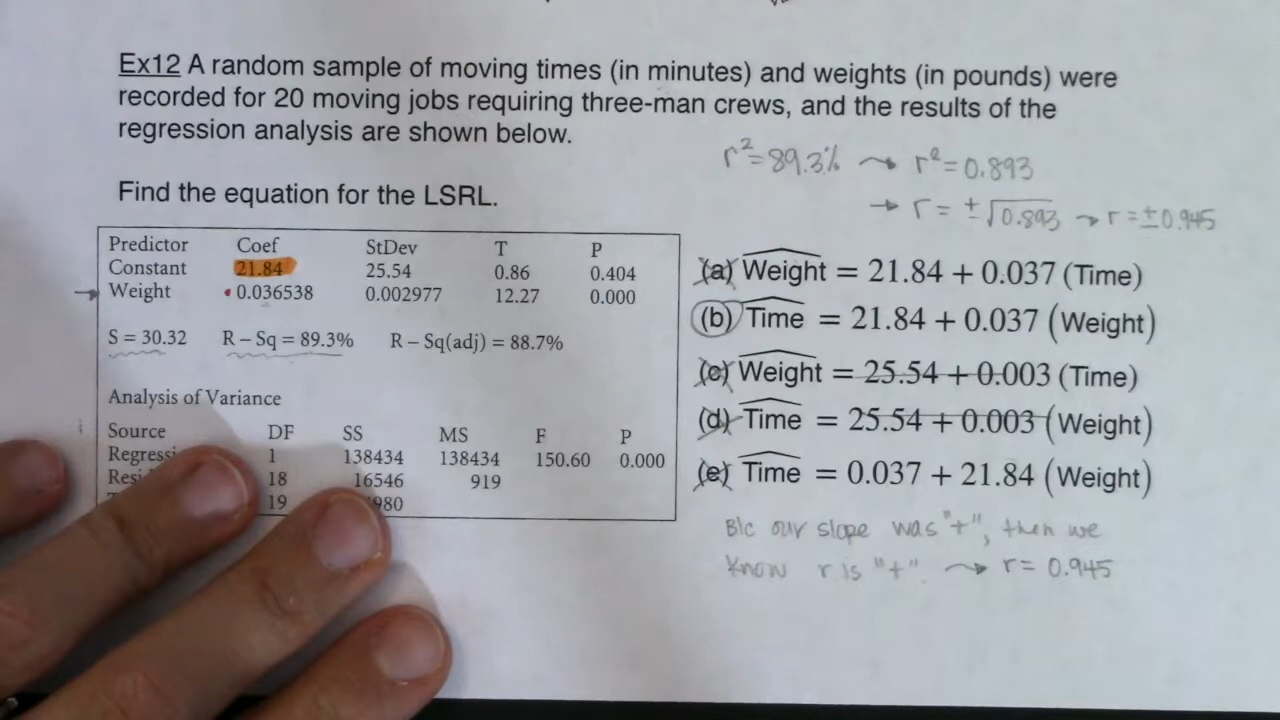 Ex12 A random sample of moving times (in minutes) and weights (in pounds) were
recorded for 20 moving jobs requiring three-man crews, and the results of the
regression analysis are shown below.
r²=89.3% → r²=0.893
Find the equation for the LSRL.
→ r = ±√0.893 → r=±0.945
Predictor Coef StDev T P
Constant 21.84 25.54 0.86 0.404
Weight 0.036538 0.002977 12.27 0.000
S = 30.32 R – Sq = 89.3% R – Sq(adj) = 88.7%
Analysis of Variance
Source DF SS MS F P
1 138434 138434 150.60 0.000
18 16546 919
19
(a) Weight = 21.84 + 0.037 (Time)
(b) Time = 21.84 + 0.037 (Weight)
(c) Weight = 25.54 + 0.003 (Time)
(d) Time = 25.54 + 0.003 (Weight)
(e) Time = 0.037 + 21.84 (Weight)
B/c our slope was "+", then we
know r is "+" → r= 0.945